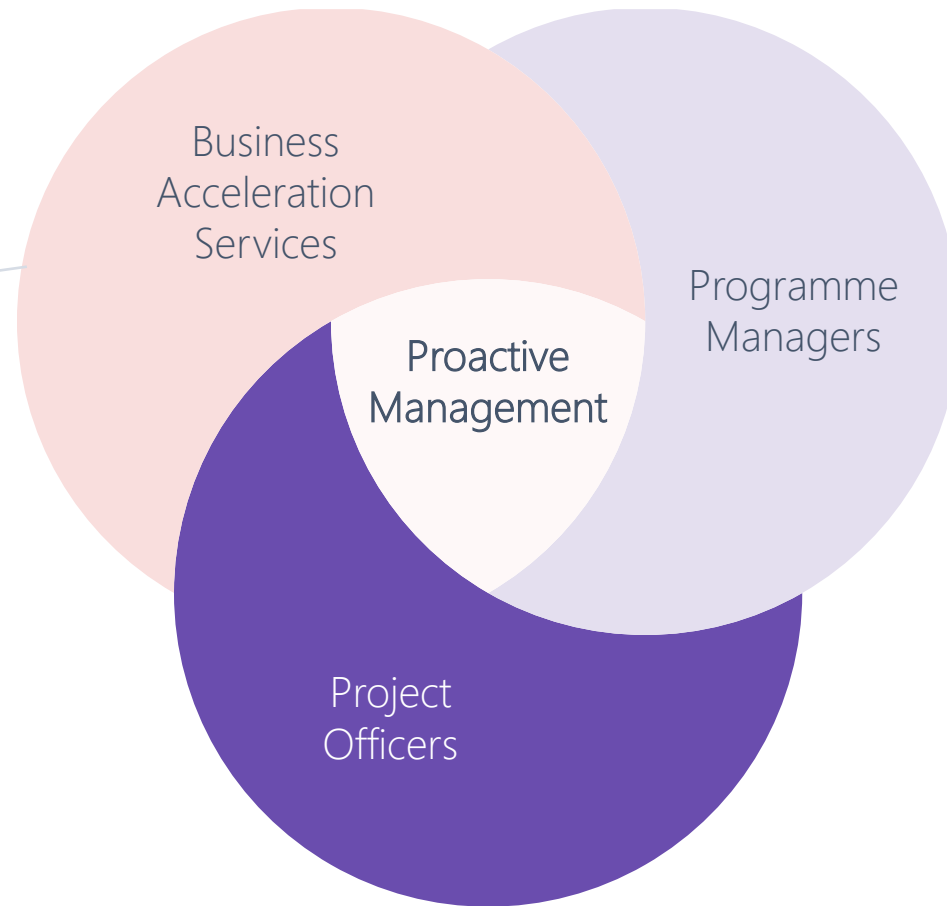 Business
Acceleration
Services
Programme
Managers
Proactive
Management
Project
Officers